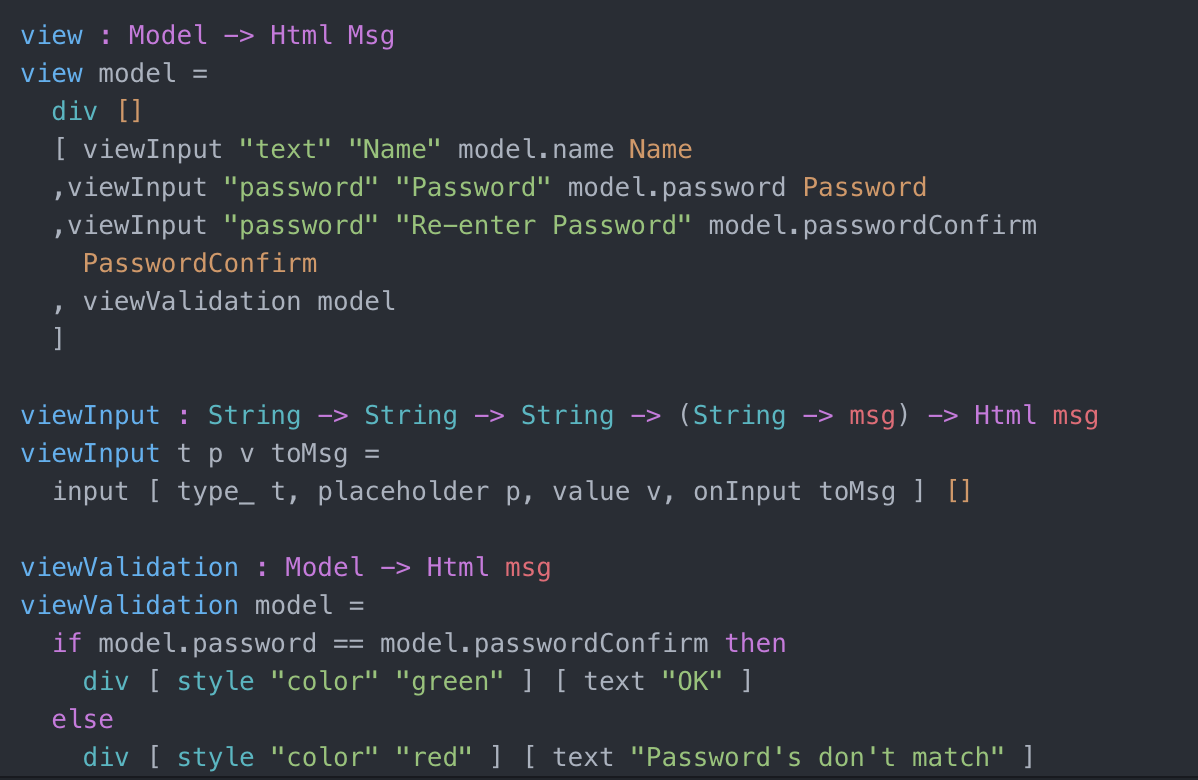 view : Model -> Html Msg
view model =
  div []
  [ viewInput "text" "Name" model.name Name
  ,viewInput "password" "Password" model.password Password
  ,viewInput "password" "Re-enter Password" model.passwordConfirm
    PasswordConfirm
  , viewValidation model
  ]

viewInput : String -> String -> String -> (String -> msg) -> Html msg
viewInput t p v toMsg =
  input [ type_ t, placeholder p, value v, onInput toMsg ] []

viewValidation : Model -> Html msg
viewValidation model =
  if model.password == model.passwordConfirm then
    div [ style "color" "green" ] [ text "OK" ]
  else
    div [ style "color" "red" ] [ text "Password's don't match" ]